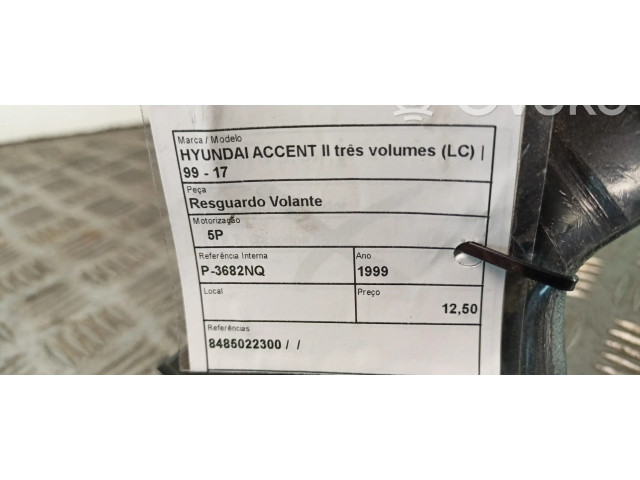 Marca / Modelo
HYUNDAI ACCENT II três volumes (LC) |
99 - 17
Peça
Resguardo Volante
Motorização
5P
Referência Interna
P-3682NQ
Ano
1999
Local
Preço
12,50
Referências
8485022300 / /